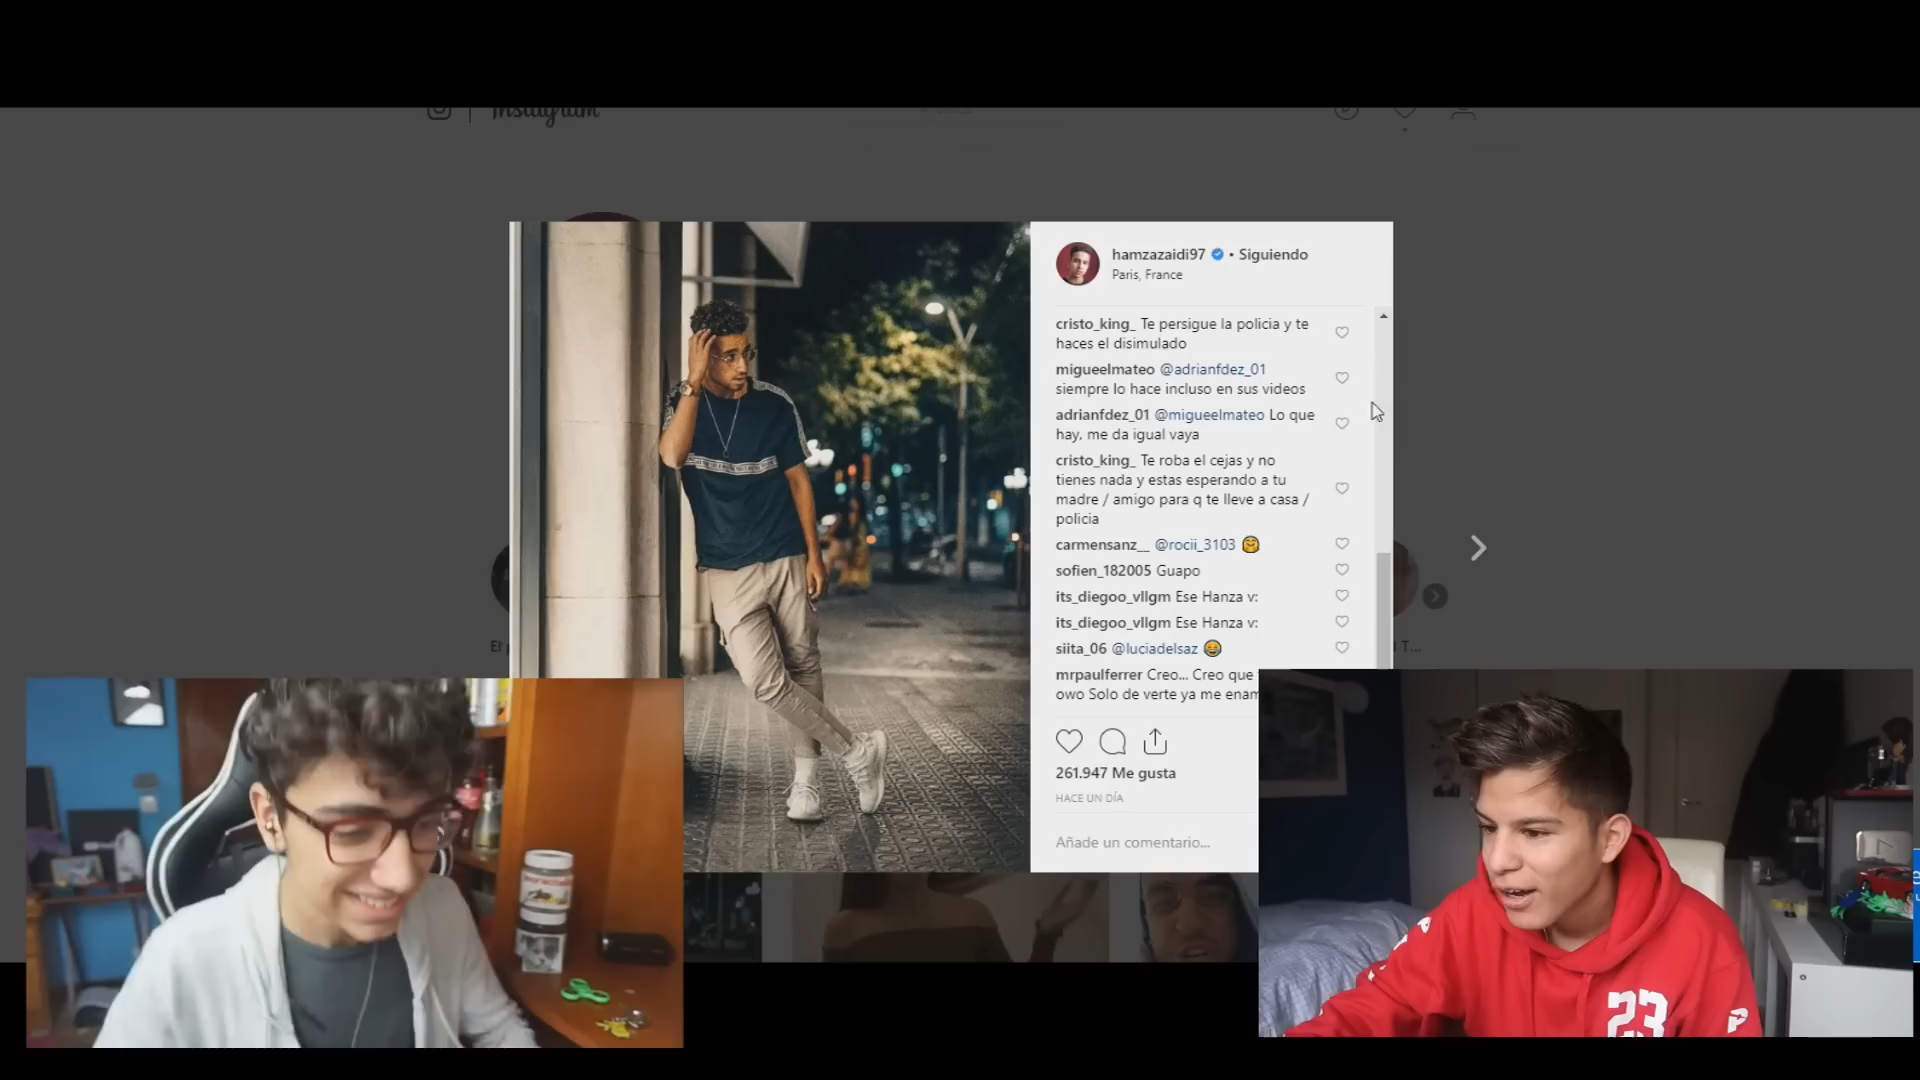 Instagram
hamzazaidi97 • Siguiendo
Paris, France
cristo_king_ Te persigue la policia y te
haces el disimulado
migueelmateo @adrianfdez_01
siempre lo hace incluso en sus videos
adrianfdez_01 @migueelmateo Lo que
hay, me da igual vaya
cristo_king_ Te roba el cejas y no
tienes nada y estas esperando a tu
madre / amigo para q te lleve a casa /
policia
carmensanz__ @rocii_3103 🤗
sofien_182005 Guapo
its_diegoo_vllgm Ese Hanza v:
its_diegoo_vllgm Ese Hanza v:
siita_06 @luciadelsaz 😂
mrpaulferrer Creo... Creo que
owo Solo de verte ya me enam
261.947 Me gusta
HACE UN DÍA
Añade un comentario...
T...
23